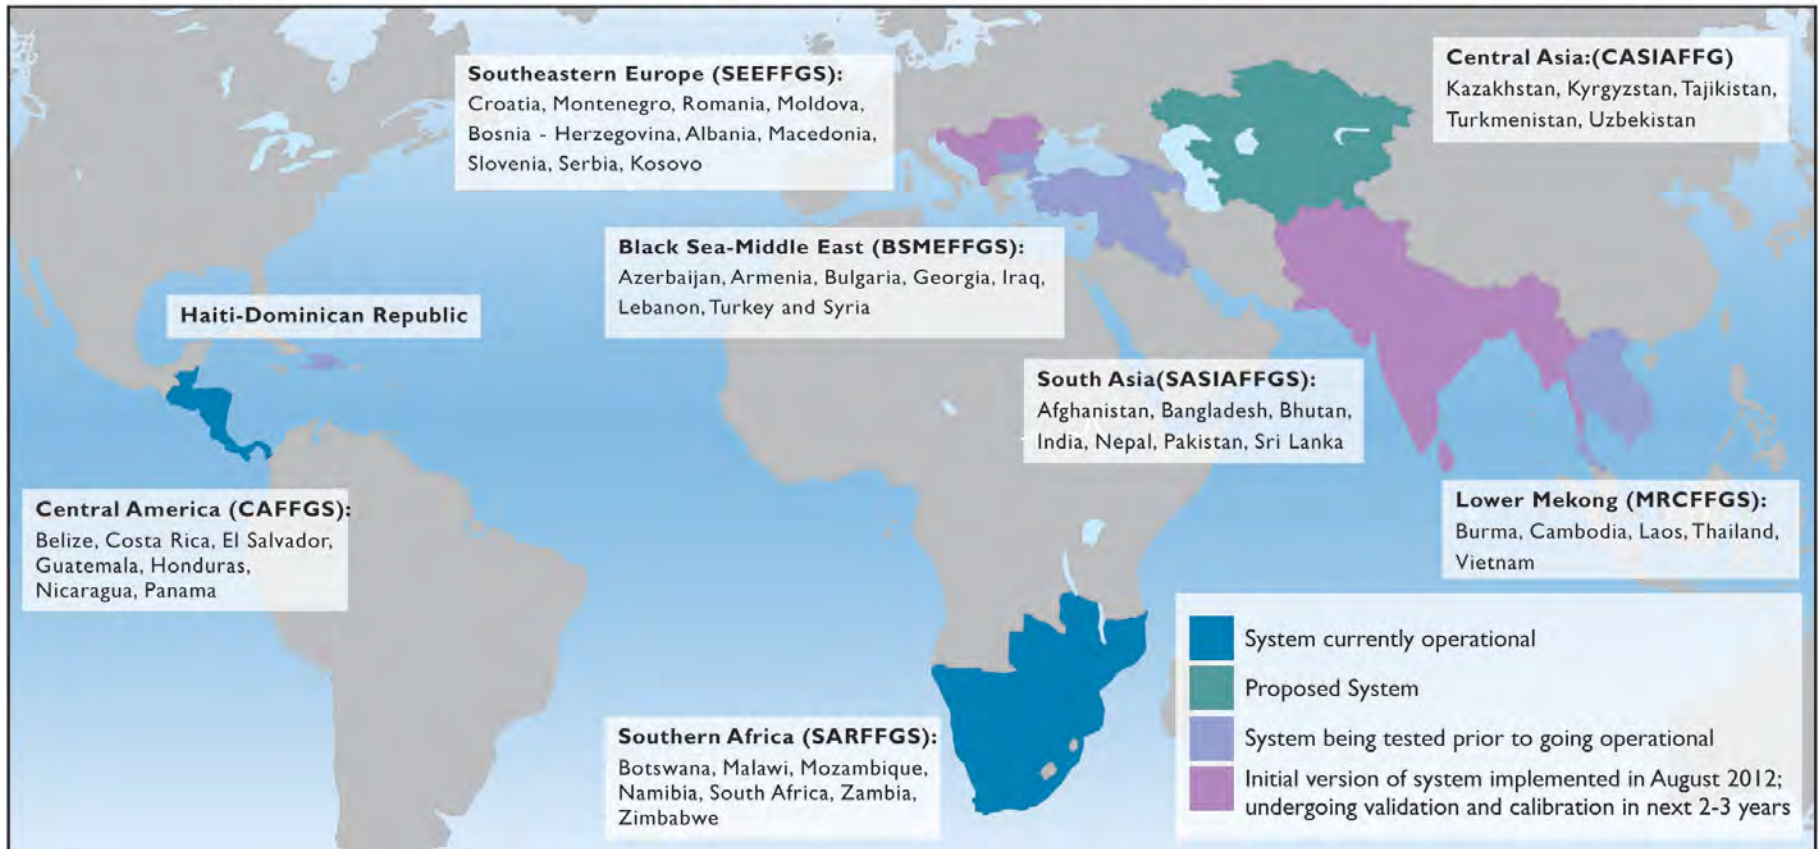 Southeastern Europe (SEEFFGS):
Croatia, Montenegro, Romania, Moldova,
Bosnia - Herzegovina, Albania, Macedonia,
Slovenia, Serbia, Kosovo
Central Asia:(CASIAFFG)
Kazakhstan, Kyrgyzstan, Tajikistan,
Turkmenistan, Uzbekistan
Black Sea-Middle East (BSMEFFGS):
Azerbaijan, Armenia, Bulgaria, Georgia, Iraq,
Lebanon, Turkey and Syria
Haiti-Dominican Republic
South Asia(SASIAFFGS):
Afghanistan, Bangladesh, Bhutan,
India, Nepal, Pakistan, Sri Lanka
Central America (CAFFGS):
Belize, Costa Rica, El Salvador,
Guatemala, Honduras,
Nicaragua, Panama
Lower Mekong (MRCFFGS):
Burma, Cambodia, Laos, Thailand,
Vietnam
Southern Africa (SARFFGS):
Botswana, Malawi, Mozambique,
Namibia, South Africa, Zambia,
Zimbabwe
System currently operational
Proposed System
System being tested prior to going operational
Initial version of system implemented in August 2012;
undergoing validation and calibration in next 2-3 years